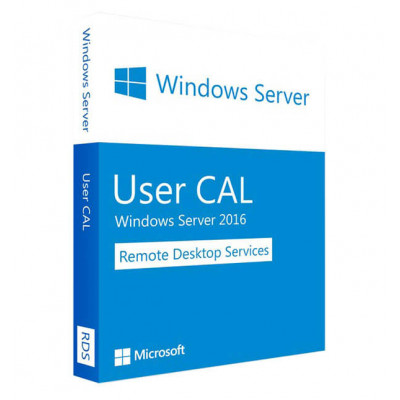 Windows Server
Windows Server
User CAL
User CAL
Windows Server 2016
Remote Desktop Services
RDS
Microsoft